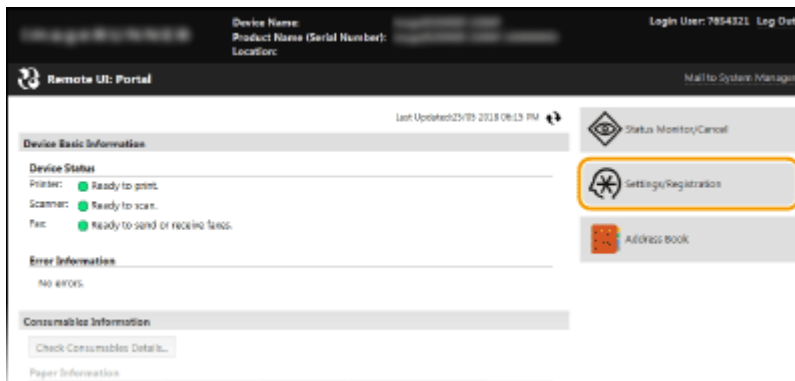 Device Name:
Product Name (Serial Number):
Location:
Login User: 7654321 Log Out
Remote UI: Portal
Mail to System Manager
Last Updated:25/05 2018 06:15 PM
Device Basic Information
Device Status
Printer: Ready to print.
Scanner: Ready to scan.
Fax: Ready to send or receive faxes.
Error Information
No errors.
Consumables Information
Check Consumables Details...
Paper Information
Status Monitor/Cancel
Settings/Registration
Address Book